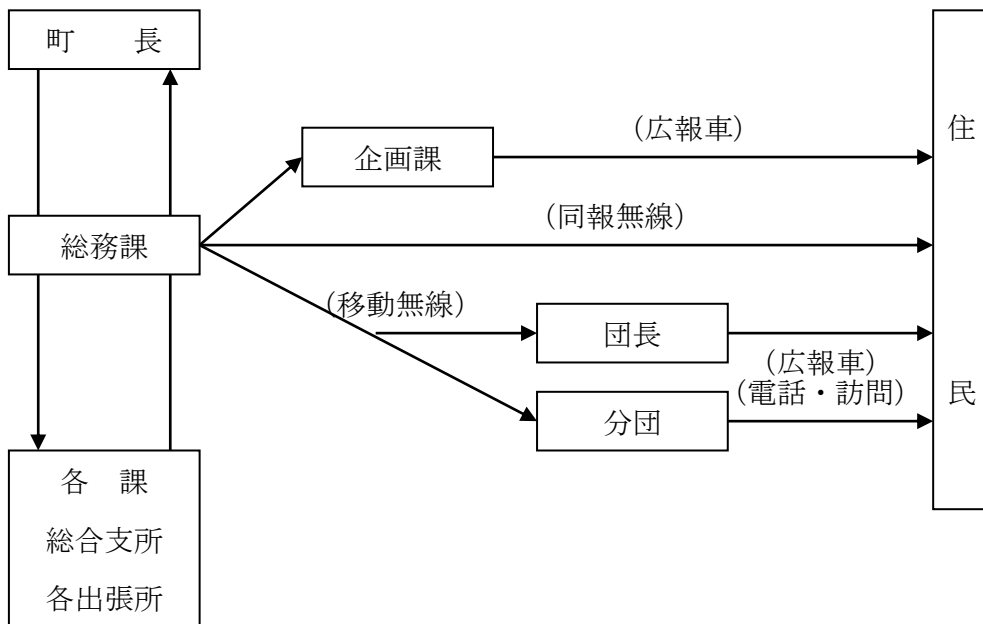 町　　長
住
(広報車)
企画課
(同報無線)
総務課
(移動無線)
団長
(広報車)
(電話・訪問)
民
分団
各　課
総合支所
各出張所